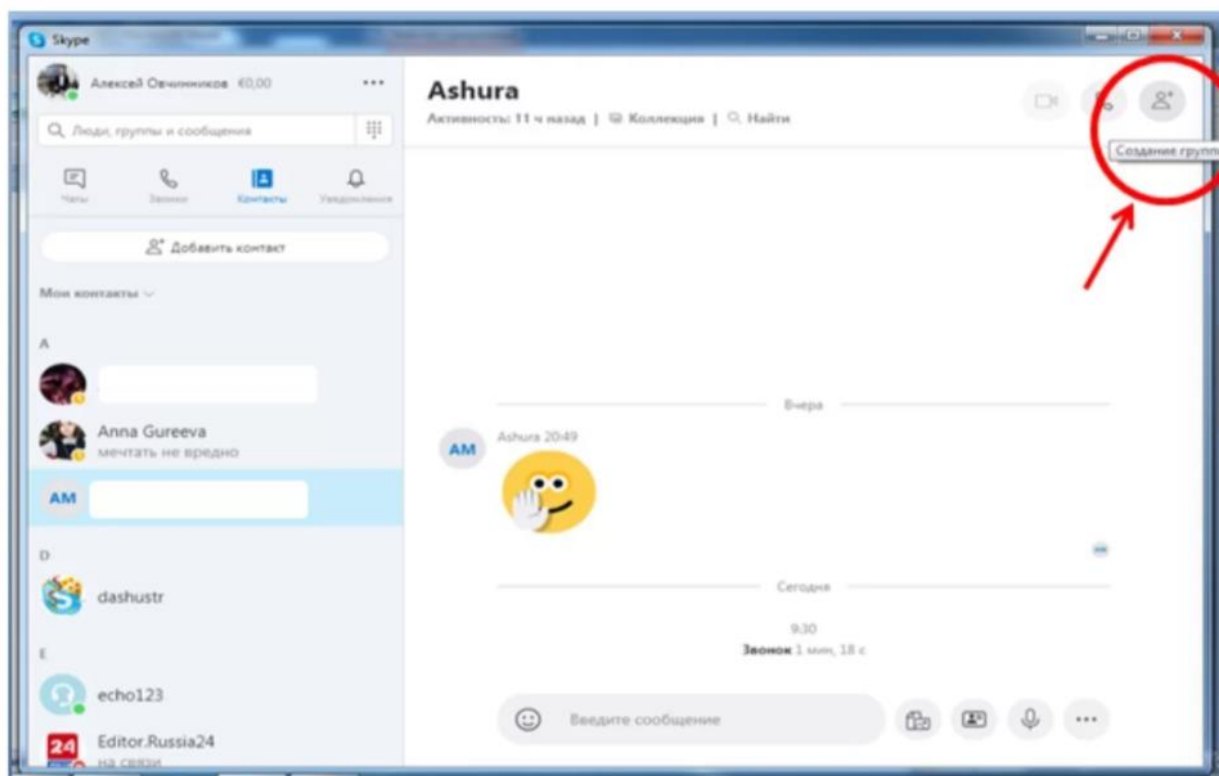 Skype
Алексей Овчинников €0,00
Люди, группы и сообщения
Чаты
Звонки
Контакты
Уведомления
Добавить контакт
Мои контакты
A
Anna Gureeva
мечтать не вредно
AM
D
dashustr
E
echo123
24
Editor.Russia24
на связи
Ashura
Активность: 11 ч назад | Коллекция | Найти
Создание групп
Вчера
AM
Ashura 20:49
AM
Сегодня
9:30
Звонок 1 мин, 18 с
Введите сообщение